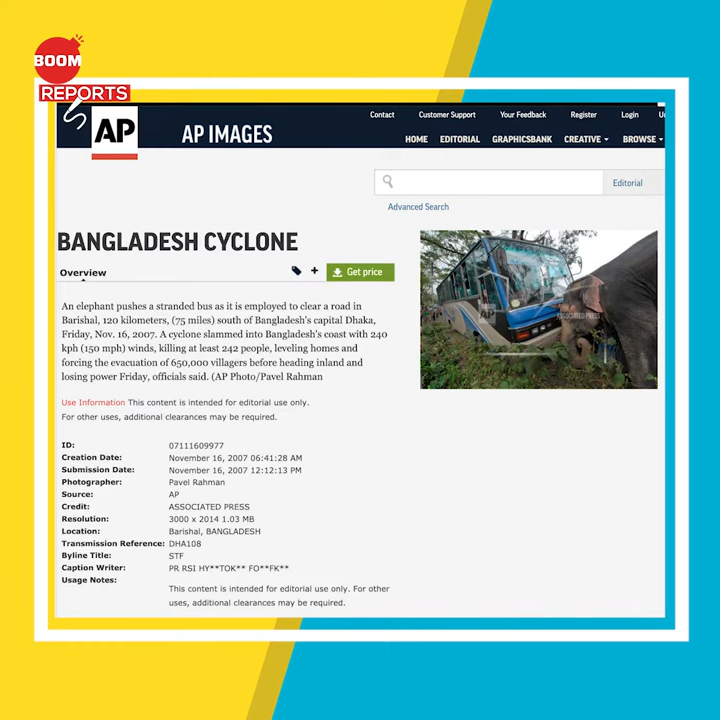 BOOM
REPORTS
AP
AP IMAGES
Contact Customer Support Your Feedback Register Login
HOME EDITORIAL GRAPHICSBANK CREATIVE BROWSE
Editorial
Advanced Search
BANGLADESH CYCLONE
Overview
+ Get price
An elephant pushes a stranded bus as it is employed to clear a road in
Barishal, 120 kilometers, (75 miles) south of Bangladesh's capital Dhaka,
Friday, Nov. 16, 2007. A cyclone slammed into Bangladesh's coast with 240
kph (150 mph) winds, killing at least 242 people, leveling homes and
forcing the evacuation of 650,000 villagers before heading inland and
losing power Friday, officials said. (AP Photo/Pavel Rahman
AP
ASSOCIATED PRESS
Use Information This content is intended for editorial use only.
For other uses, additional clearances may be required.
ID: 07111609977
Creation Date: November 16, 2007 06:41:28 AM
Submission Date: November 16, 2007 12:12:13 PM
Photographer: Pavel Rahman
Source: AP
Credit: ASSOCIATED PRESS
Resolution: 3000 x 2014 1.03 MB
Location: Barishal, BANGLADESH
Transmission Reference: DHA108
Byline Title: STF
Caption Writer: PR RSI HY**TOK** FO**FK**
Usage Notes:
This content is intended for editorial use only. For other
uses, additional clearances may be required.